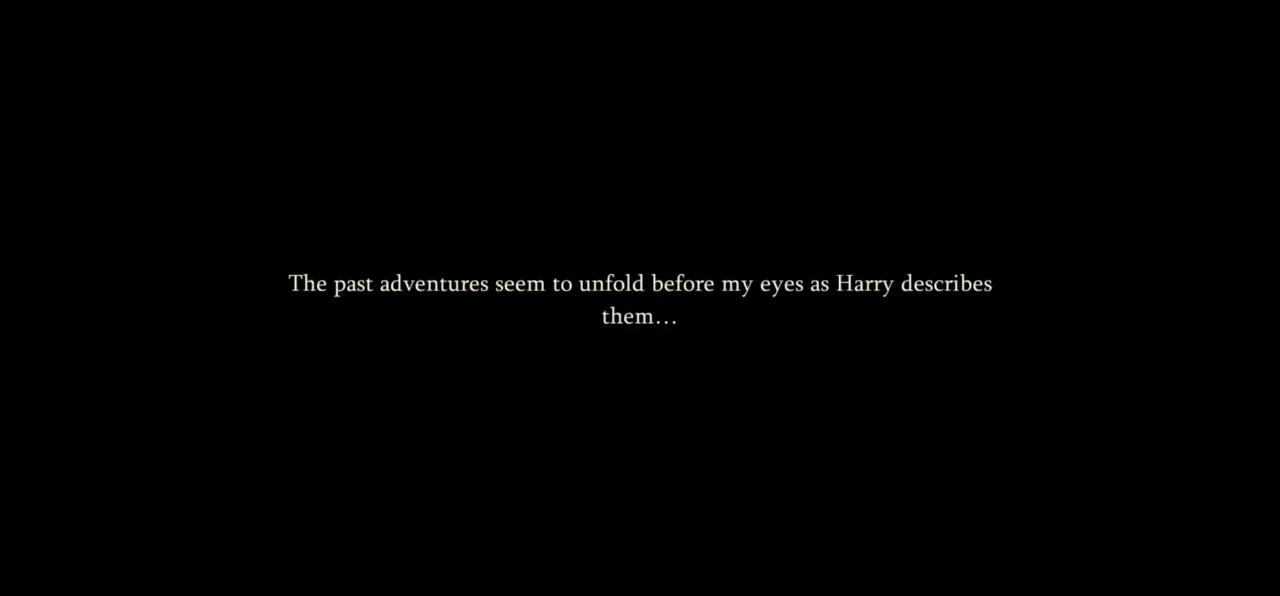 The past adventures seem to unfold before my eyes as Harry describes
them…